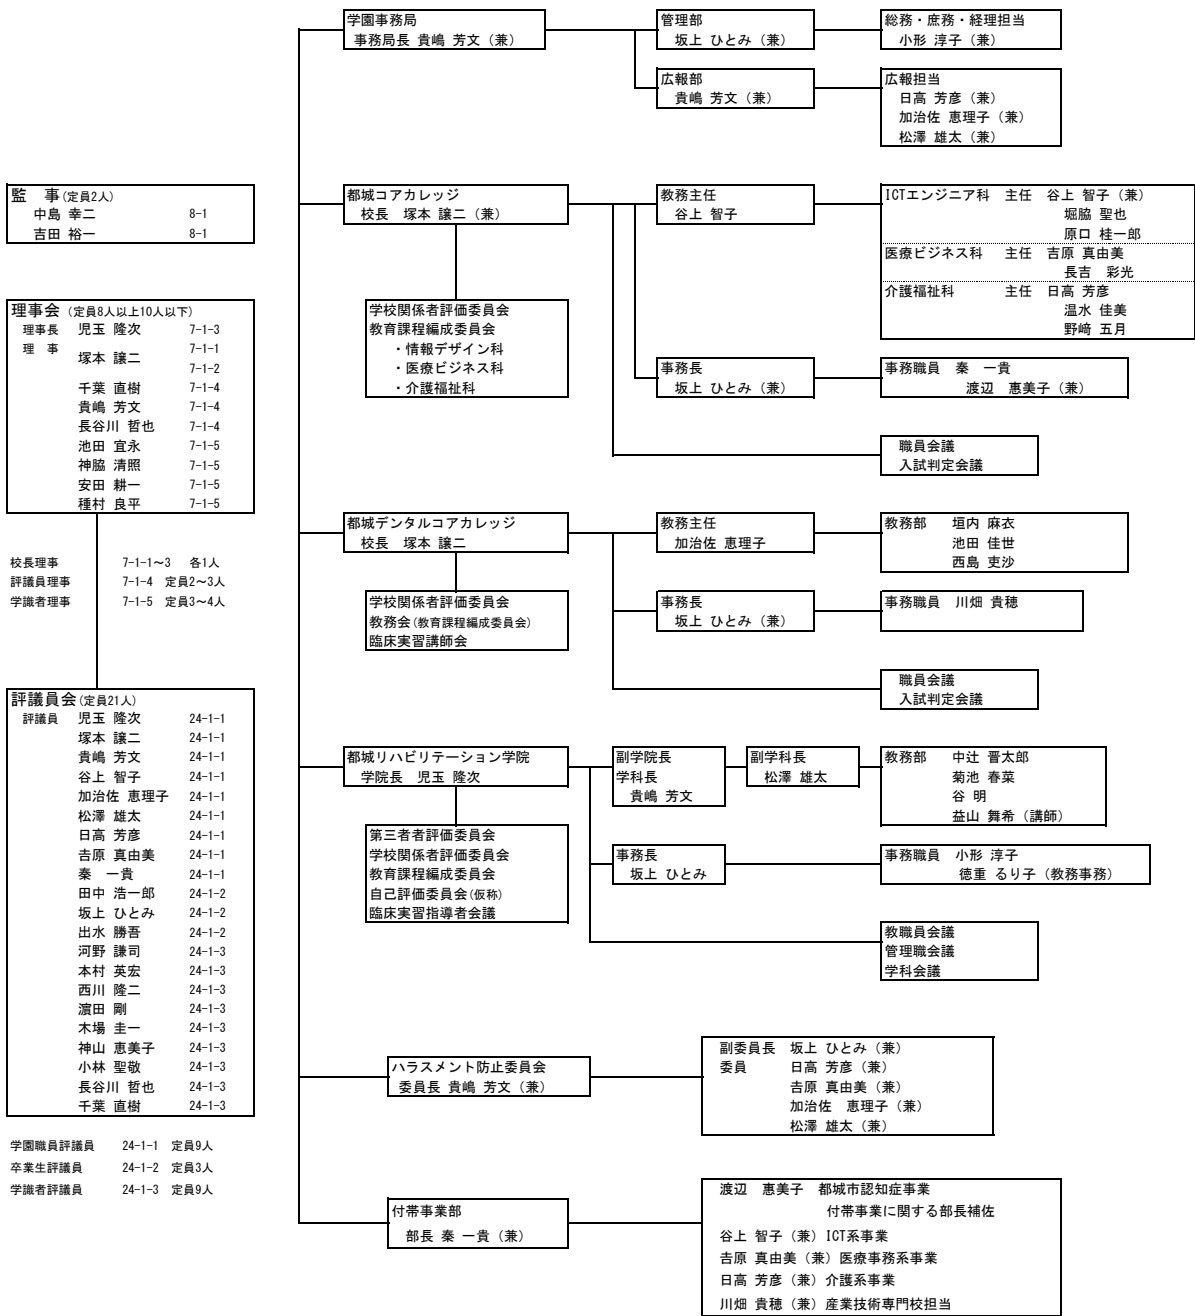 監　事(定員2人)
中島 幸二 8-1
吉田 裕一 8-1
理事会 (定員8人以上10人以下)
理事長 児玉 隆次 7-1-3
理　事 塚本 譲二 7-1-1
7-1-2
千葉 直樹 7-1-4
貴嶋 芳文 7-1-4
長谷川 哲也 7-1-4
池田 宜永 7-1-5
神脇 清照 7-1-5
安田 耕一 7-1-5
種村 良平 7-1-5
校長理事 7-1-1～3 各1人
評議員理事 7-1-4 定員2～3人
学識者理事 7-1-5 定員3～4人
評議員会(定員21人)
評議員 児玉 隆次 24-1-1
塚本 譲二 24-1-1
貴嶋 芳文 24-1-1
谷上 智子 24-1-1
加治佐 恵理子 24-1-1
松澤 雄太 24-1-1
日高 芳彦 24-1-1
吉原 真由美 24-1-1
秦　一貴 24-1-1
田中 浩一郎 24-1-2
坂上 ひとみ 24-1-2
出水 勝吾 24-1-2
河野 謙司 24-1-3
本村 英宏 24-1-3
西川 隆二 24-1-3
濵田 剛 24-1-3
木場 圭一 24-1-3
神山 恵美子 24-1-3
小林 聖敬 24-1-3
長谷川 哲也 24-1-3
千葉 直樹 24-1-3
学園職員評議員 24-1-1 定員9人
卒業生評議員 24-1-2 定員3人
学識者評議員 24-1-3 定員9人
学園事務局
事務局長 貴嶋 芳文（兼）
管理部
坂上 ひとみ（兼）
総務・庶務・経理担当
小形 淳子（兼）
広報部
貴嶋 芳文（兼）
広報担当
日高 芳彦（兼）
加治佐 恵理子（兼）
松澤 雄太（兼）
都城コアカレッジ
校長　塚本 譲二（兼）
学校関係者評価委員会
教育課程編成委員会
・情報デザイン科
・医療ビジネス科
・介護福祉科
教務主任
谷上 智子
ICTエンジニア科　主任　谷上 智子（兼）
堀脇 聖也
原口 桂一郎
医療ビジネス科　主任　吉原 真由美
長吉　彩光
介護福祉科　主任　日高 芳彦
温水 佳美
野﨑 五月
事務長
坂上 ひとみ（兼）
事務職員　秦　一貴
渡辺　恵美子（兼）
職員会議
入試判定会議
都城デンタルコアカレッジ
校長　塚本 譲二
学校関係者評価委員会
教務会(教育課程編成委員会)
臨床実習講師会
教務主任
加治佐 恵理子
教務部　垣内 麻衣
池田 佳世
西島 吏沙
事務長
坂上 ひとみ（兼）
事務職員　川畑 貴穂
職員会議
入試判定会議
都城リハビリテーション学院
学院長　児玉 隆次
第三者者評価委員会
学校関係者評価委員会
教育課程編成委員会
自己評価委員会(仮称)
臨床実習指導者会議
副学院長
学科長
貴嶋 芳文
副学科長
松澤 雄太
教務部　中辻 晋太郎
菊池 春菜
谷 明
益山 舞希（講師）
事務長
坂上 ひとみ
事務職員　小形 淳子
徳重 るり子（教務事務）
教職員会議
管理職会議
学科会議
ハラスメント防止委員会
委員長 貴嶋 芳文（兼）
副委員長　坂上 ひとみ（兼）
委員　日高 芳彦（兼）
吉原 真由美（兼）
加治佐　恵理子（兼）
松澤 雄太（兼）
付帯事業部
部長 秦 一貴（兼）
渡辺　恵美子　都城市認知症事業
付帯事業に関する部長補佐
谷上 智子（兼）ICT系事業
吉原 真由美（兼）医療事務系事業
日高 芳彦（兼）介護系事業
川畑 貴穂（兼）産業技術専門校担当